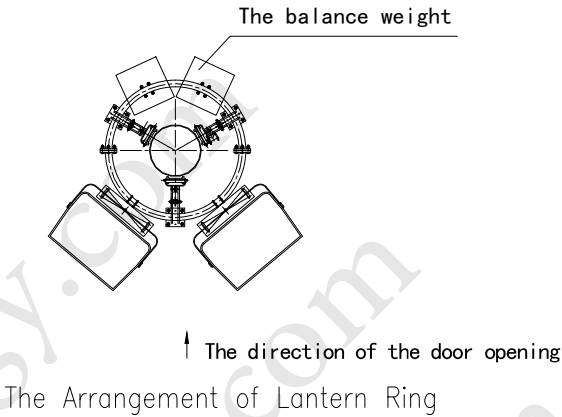 The balance weight
The direction of the door opening
The Arrangement of Lantern Ring